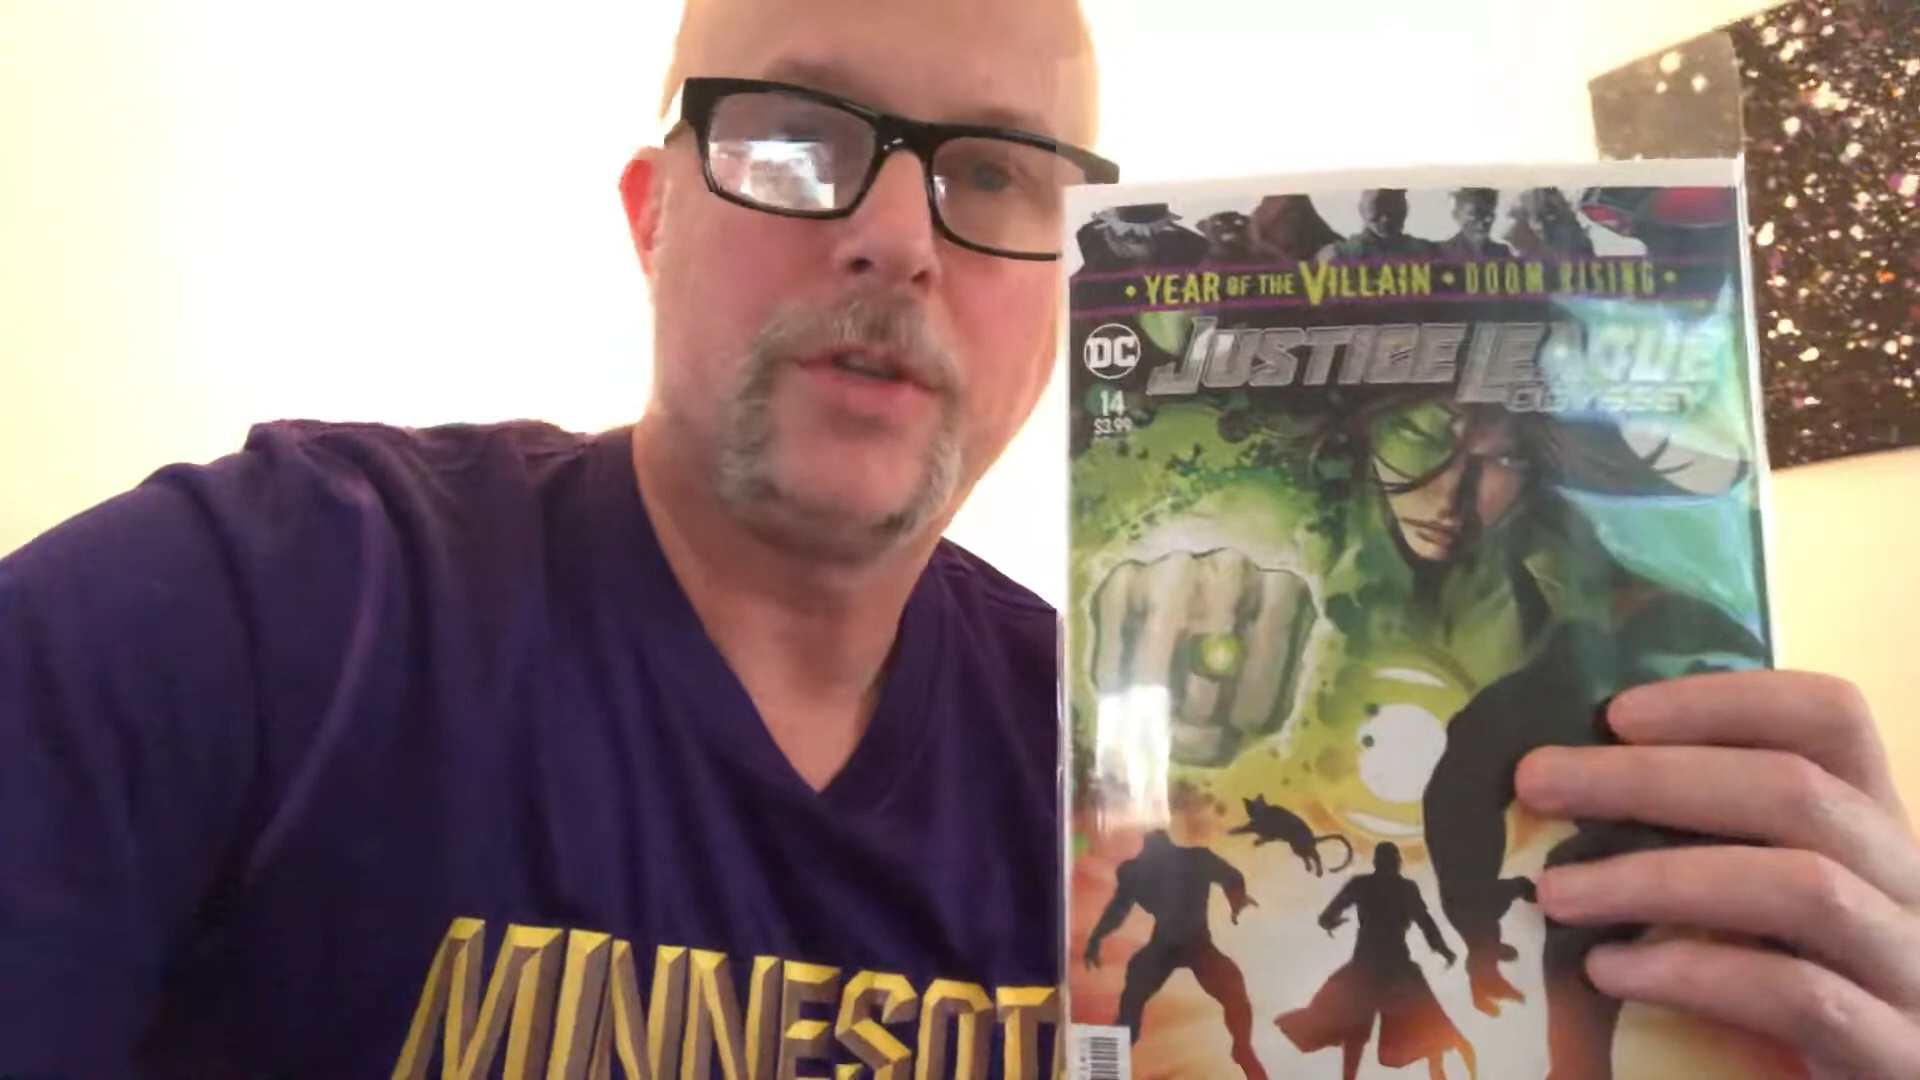 • YEAR OF THE VILLAIN • DOOM RISING •
DC
JUSTICE LEAGUE
ODYSSEY
14
$3.99
MINNESOT